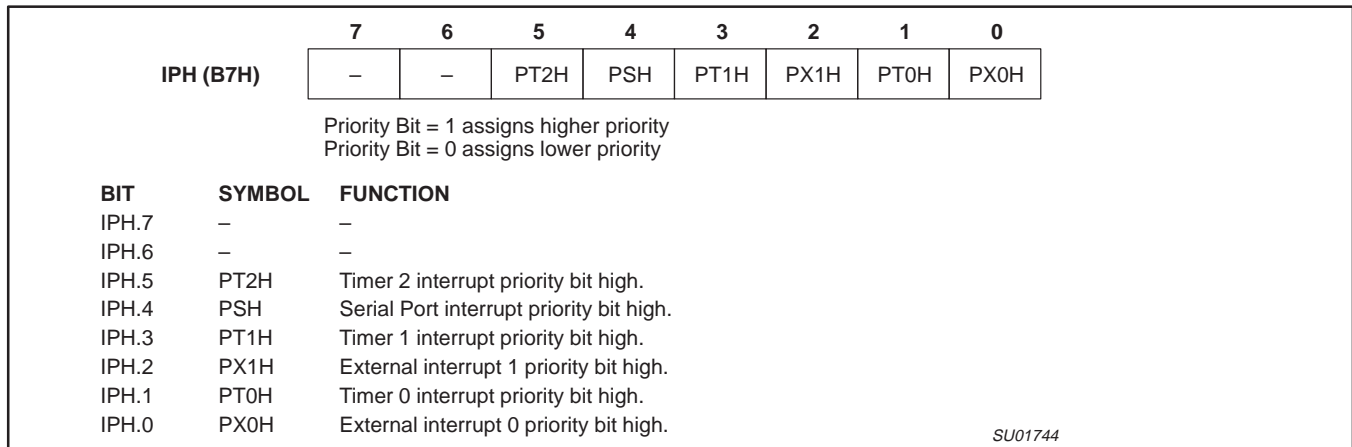 7 6 5 4 3 2 1 0
IPH (B7H) – – PT2H PSH PT1H PX1H PT0H PX0H
Priority Bit = 1 assigns higher priority
Priority Bit = 0 assigns lower priority
BIT SYMBOL FUNCTION
IPH.7 – –
IPH.6 – –
IPH.5 PT2H Timer 2 interrupt priority bit high.
IPH.4 PSH Serial Port interrupt priority bit high.
IPH.3 PT1H Timer 1 interrupt priority bit high.
IPH.2 PX1H External interrupt 1 priority bit high.
IPH.1 PT0H Timer 0 interrupt priority bit high.
IPH.0 PX0H External interrupt 0 priority bit high.
SU01744